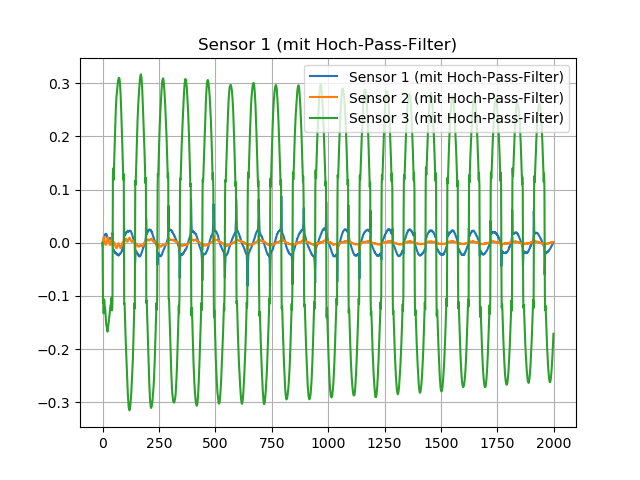 Sensor 1 (mit Hoch-Pass-Filter)
Sensor 1 (mit Hoch-Pass-Filter)
Sensor 2 (mit Hoch-Pass-Filter)
Sensor 3 (mit Hoch-Pass-Filter)
0.3
0.2
0.1
0.0
−0.1
−0.2
−0.3
0 250 500 750 1000 1250 1500 1750 2000